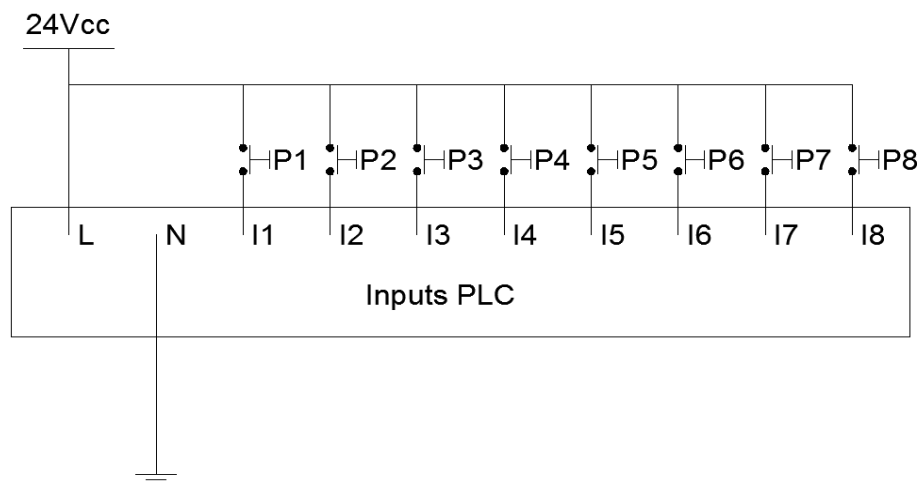 24Vcc
P1 P2 P3 P4 P5 P6 P7 P8
L N I1 I2 I3 I4 I5 I6 I7 I8
Inputs PLC